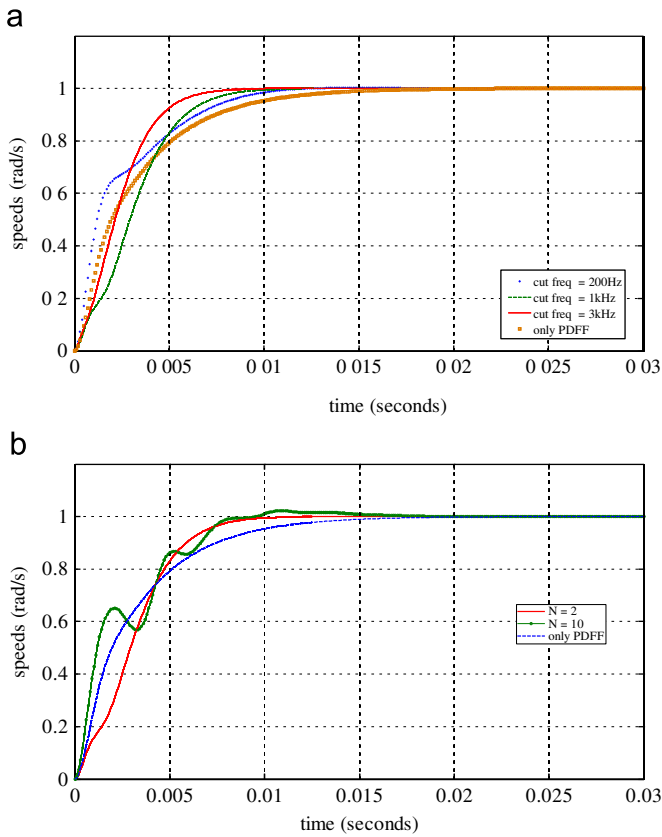 a
1
0.8
0.6
0.4
0.2
0
speeds (rad/s)
cut freq = 200Hz
cut freq = 1kHz
cut freq = 3kHz
only PDFF
0 0.005 0.01 0 015 0 02 0 025 0.03
time (seconds)
b
1
0.8
0.6
0.4
0.2
0
speeds (rad/s)
N = 2
N = 10
only PDFF
0 0.005 0.01 0.015 0.02 0.025 0.03
time (seconds)